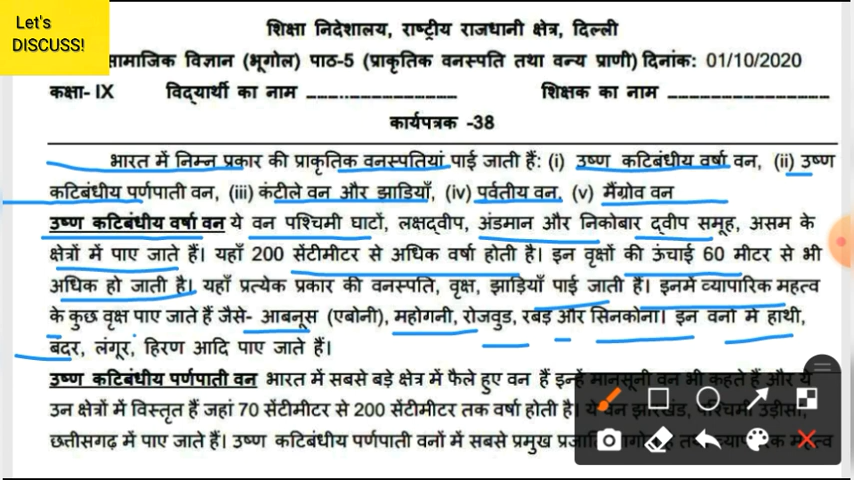 Let's
DISCUSS!
शिक्षा निदेशालय, राष्ट्रीय राजधानी क्षेत्र, दिल्ली
सामाजिक विज्ञान (भूगोल) पाठ-5 (प्राकृतिक वनस्पति तथा वन्य प्राणी) दिनांक: 01/10/2020
कक्षा- IX विद्यार्थी का नाम शिक्षक का नाम
कार्यपत्रक -38
भारत में निम्न प्रकार की प्राकृतिक वनस्पतियां पाई जाती हैं: (i) उष्ण कटिबंधीय वर्षा वन, (ii) उष्ण
कटिबंधीय पर्णपाती वन, (iii) कंटीले वन और झाड़ियाँ, (iv) पर्वतीय वन, (v) मैंग्रोव वन
उष्ण कटिबंधीय वर्षा वन ये वन पश्चिमी घाटों, लक्षद्वीप, अंडमान और निकोबार द्वीप समूह, असम के
क्षेत्रों में पाए जाते हैं। यहाँ 200 सेंटीमीटर से अधिक वर्षा होती है। इन वृक्षों की ऊंचाई 60 मीटर से भी
अधिक हो जाती है। यहाँ प्रत्येक प्रकार की वनस्पति, वृक्ष, झाड़ियाँ पाई जाती हैं। इनमें व्यापारिक महत्व
के कुछ वृक्ष पाए जाते हैं जैसे- आबनूस (एबोनी), महोगनी, रोजवुड, रबड़ और सिनकोना। इन वनों में हाथी,
बंदर, लंगूर, हिरण आदि पाए जाते हैं।
उष्ण कटिबंधीय पर्णपाती वन भारत में सबसे बड़े क्षेत्र में फैले हुए वन हैं इन्हें मानसूनी वन भी कहते हैं और ये
उन क्षेत्रों में विस्तृत हैं जहां 70 सेंटीमीटर से 200 सेंटीमीटर तक वर्षा होती है। ये वन झारखंड, पश्चिमी उड़ीसा,
छत्तीसगढ़ में पाए जाते हैं। उष्ण कटिबंधीय पर्णपाती वनों में सबसे प्रमुख